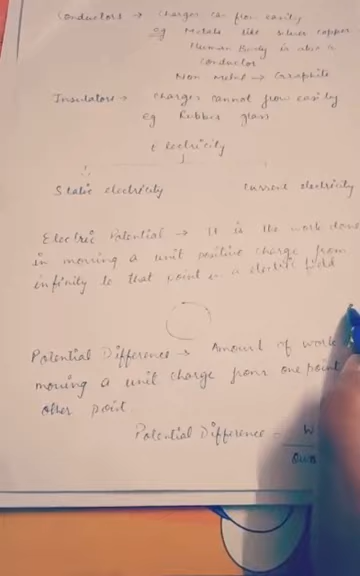 Conductors → Charges can flow easily
eg Metals like silver copper
Human Body is also a
conductor
Non metal → Graphite
Insulators → charges cannot flow easily
eg Rubber glass
Electricity
Static electricity Current electricity
Electric Potential → It is the work done
in moving a unit positive charge from
infinity to that point in a electric field
Potential Difference → Amount of work
moving a unit charge from one point
other point.
Potential Difference = W